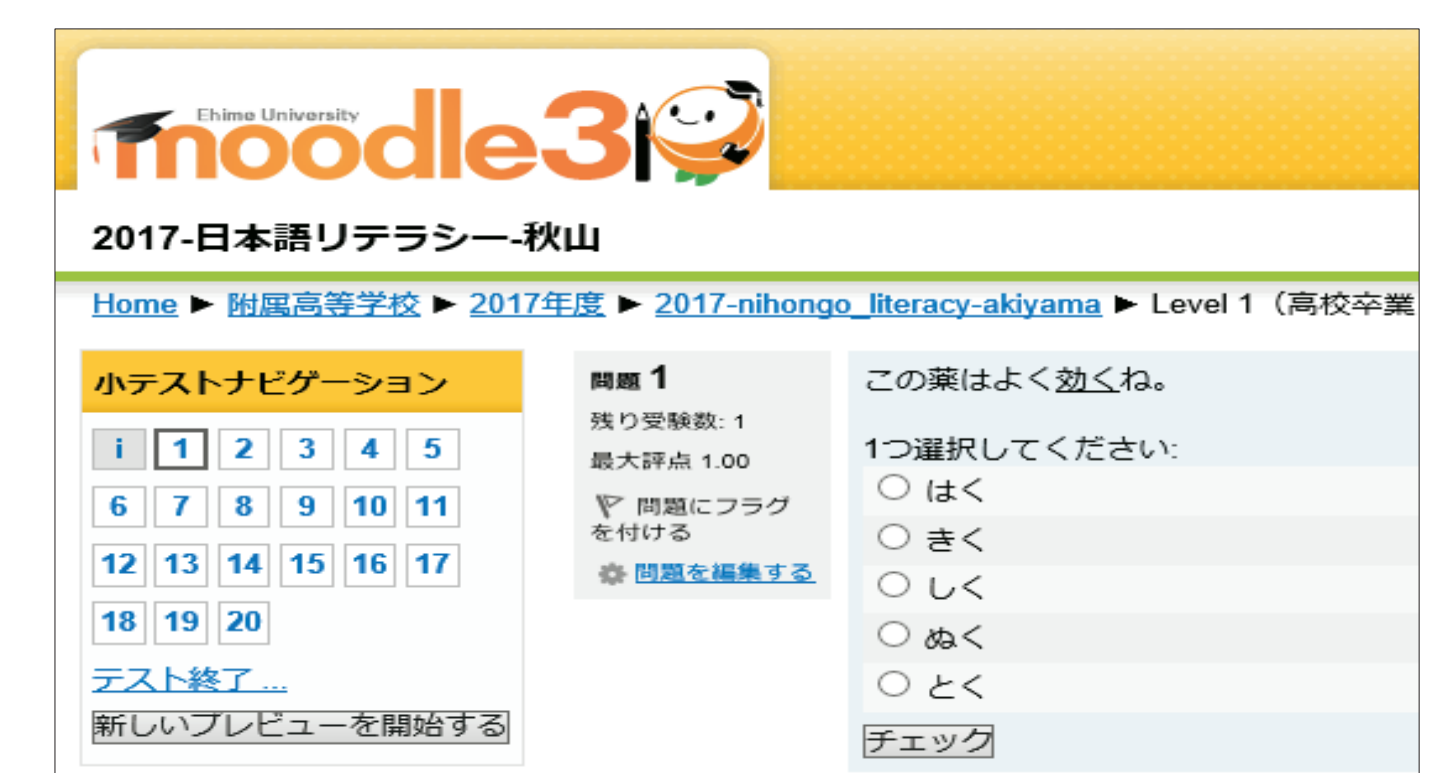 Ehime University
moodle3
2017-日本語リテラシー-秋山
Home ► 附属高等学校 ► 2017年度 ► 2017-nihongo_literacy-akiyama ► Level 1（高校卒業
小テストナビゲーション
i 1 2 3 4 5
6 7 8 9 10 11
12 13 14 15 16 17
18 19 20
テスト終了 ...
新しいプレビューを開始する
問題 1
残り受験数: 1
最大評点 1.00
問題にフラグ
を付ける
問題を編集する
この薬はよく効くね。
1つ選択してください:
はく
きく
しく
ぬく
とく
チェック